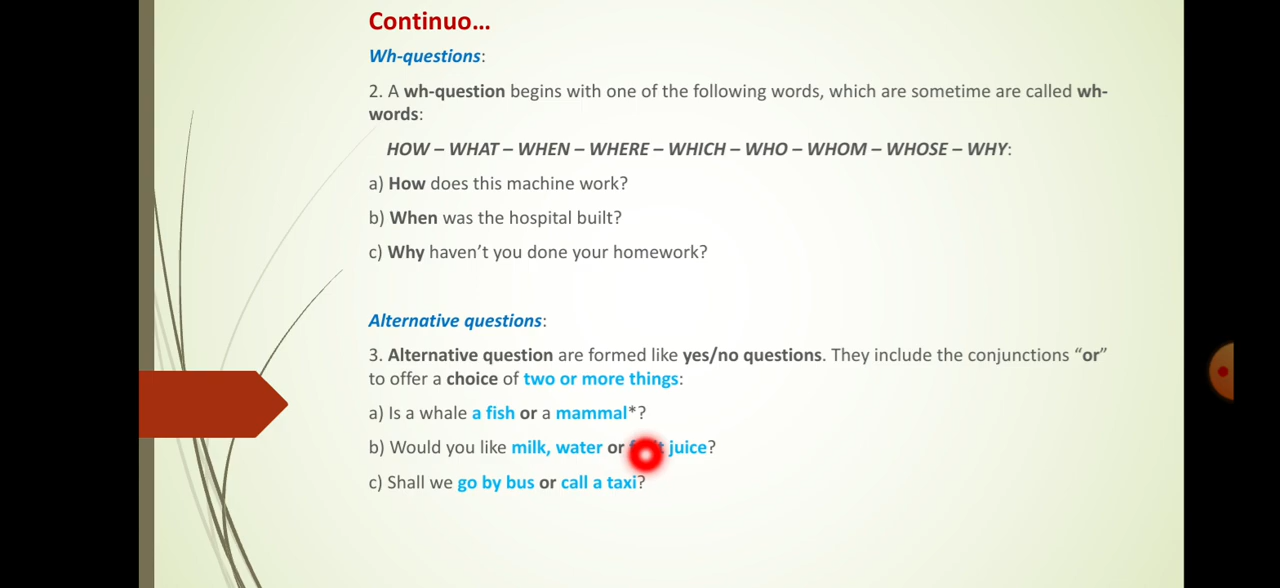 Continuo...
Wh-questions:
2. A wh-question begins with one of the following words, which are sometime are called wh-
words:
HOW – WHAT – WHEN – WHERE – WHICH – WHO – WHOM – WHOSE – WHY:
a) How does this machine work?
b) When was the hospital built?
c) Why haven't you done your homework?
Alternative questions:
3. Alternative question are formed like yes/no questions. They include the conjunctions “or”
to offer a choice of two or more things:
a) Is a whale a fish or a mammal*?
b) Would you like milk, water or juice?
c) Shall we go by bus or call a taxi?